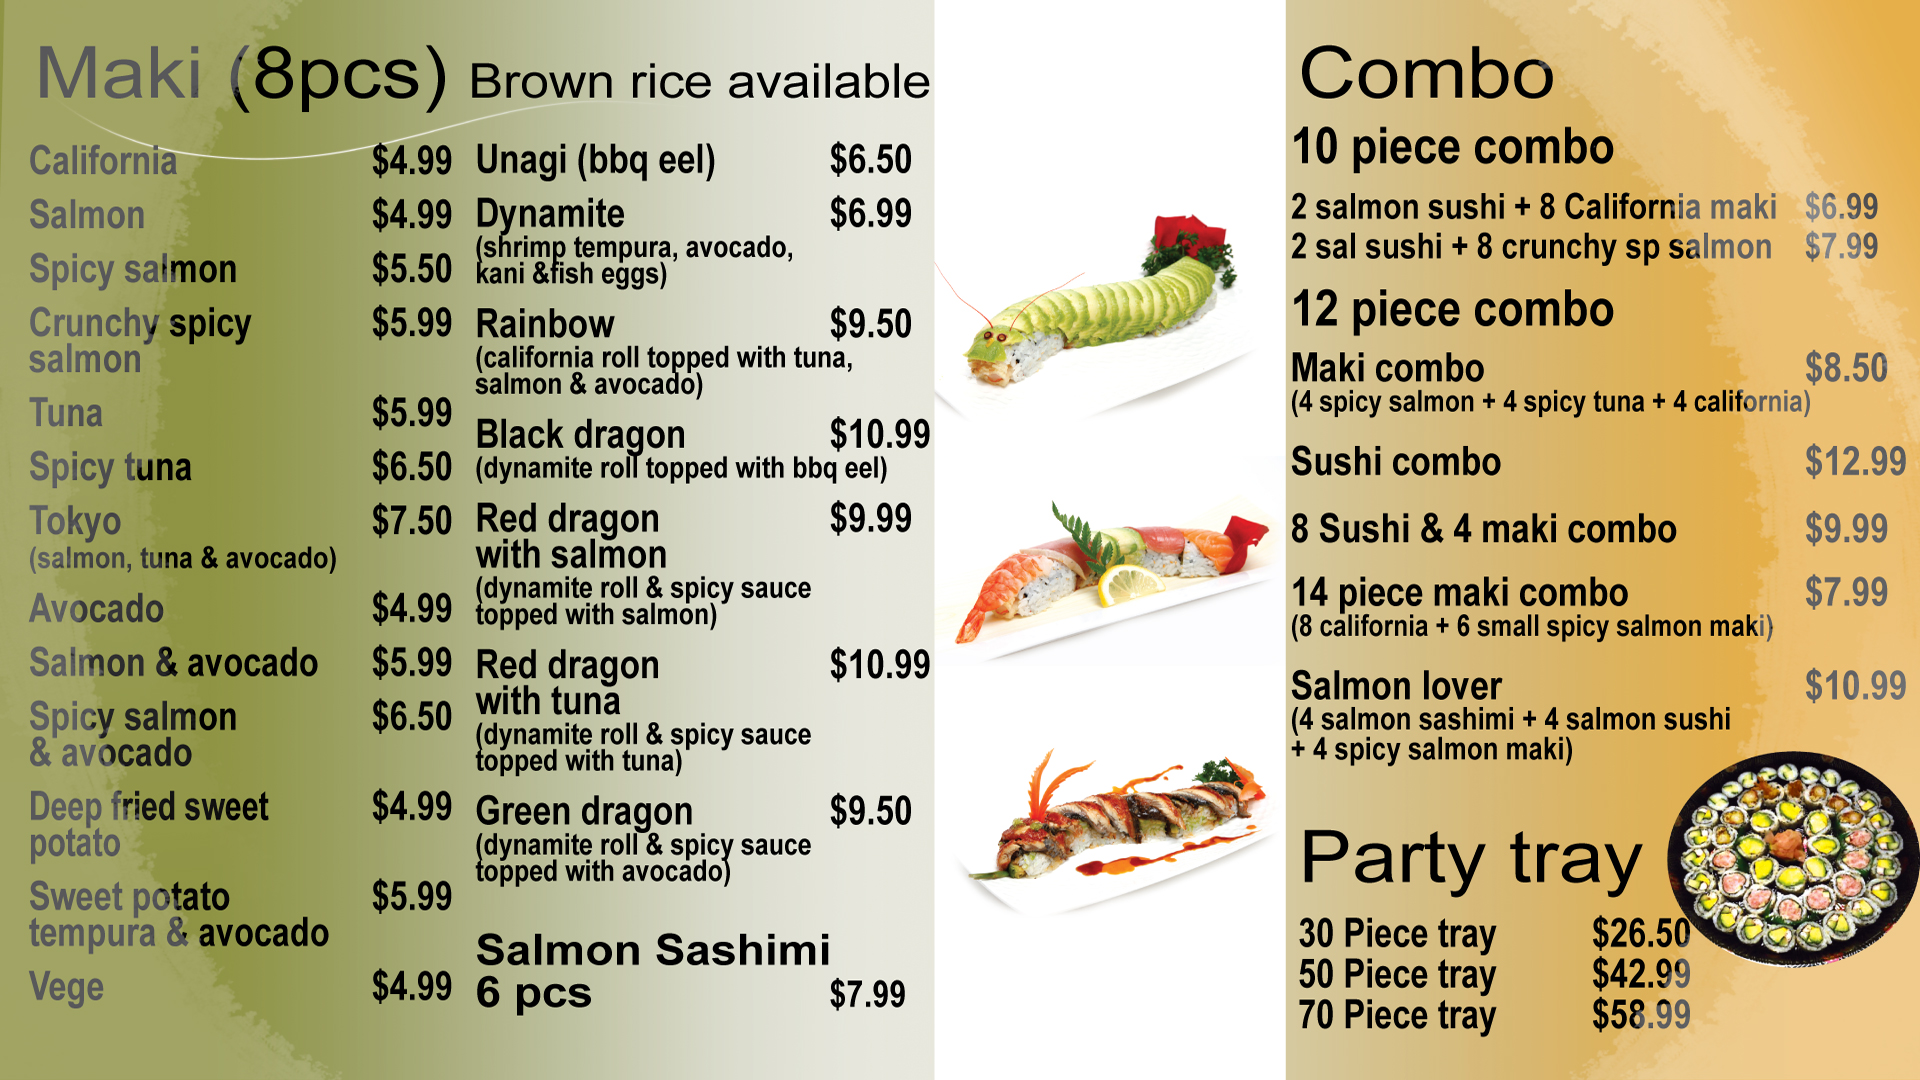 Maki (8pcs) Brown rice available
California $4.99
Salmon $4.99
Spicy salmon $5.50
Crunchy spicy $5.99
salmon
Tuna $5.99
Spicy tuna $6.50
Tokyo $7.50
(salmon, tuna & avocado)
Avocado $4.99
Salmon & avocado $5.99
Spicy salmon $6.50
& avocado
Deep fried sweet $4.99
potato
Sweet potato $5.99
tempura & avocado
Vege $4.99
Unagi (bbq eel) $6.50
Dynamite $6.99
(shrimp tempura, avocado,
kani &fish eggs)
Rainbow $9.50
(california roll topped with tuna,
salmon & avocado)
Black dragon $10.99
(dynamite roll topped with bbq eel)
Red dragon $9.99
with salmon
(dynamite roll & spicy sauce
topped with salmon)
Red dragon $10.99
with tuna
(dynamite roll & spicy sauce
topped with tuna)
Green dragon $9.50
(dynamite roll & spicy sauce
topped with avocado)
Salmon Sashimi
6 pcs $7.99
Combo
10 piece combo
2 salmon sushi + 8 California maki $6.99
2 sal sushi + 8 crunchy sp salmon $7.99
12 piece combo
Maki combo $8.50
(4 spicy salmon + 4 spicy tuna + 4 california)
Sushi combo $12.99
8 Sushi & 4 maki combo $9.99
14 piece maki combo $7.99
(8 california + 6 small spicy salmon maki)
Salmon lover $10.99
(4 salmon sashimi + 4 salmon sushi
+ 4 spicy salmon maki)
Party tray
30 Piece tray $26.50
50 Piece tray $42.99
70 Piece tray $58.99